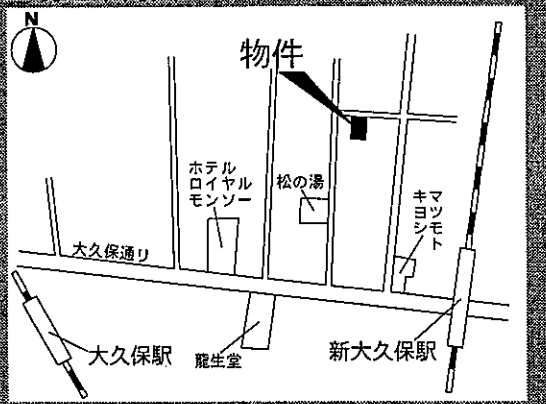 N
物件
ホテル
ロイヤル
モンソー
松の湯
マツモト
キヨシ
大久保通り
大久保駅
龍生堂
新大久保駅